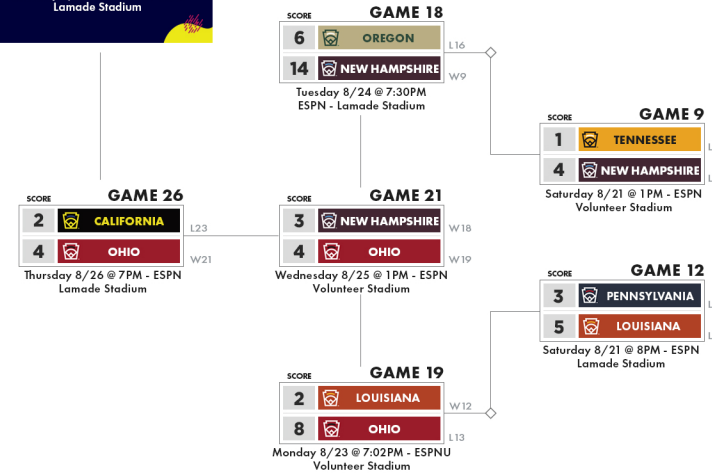 Lamade Stadium
GAME 18
SCORE
6 OREGON
L16
14 NEW HAMPSHIRE
W9
Tuesday 8/24 @ 7:30PM
ESPN - Lamade Stadium
GAME 9
SCORE
1 TENNESSEE
L
4 NEW HAMPSHIRE
L
Saturday 8/21 @ 1PM - ESPN
Volunteer Stadium
GAME 26
SCORE
2 CALIFORNIA
L23
4 OHIO
W21
Thursday 8/26 @ 7PM - ESPN
Lamade Stadium
GAME 21
SCORE
3 NEW HAMPSHIRE
W18
4 OHIO
W19
Wednesday 8/25 @ 1PM - ESPN
Volunteer Stadium
GAME 12
SCORE
3 PENNSYLVANIA
L
5 LOUISIANA
L
Saturday 8/21 @ 8PM - ESPN
Lamade Stadium
GAME 19
SCORE
2 LOUISIANA
W12
8 OHIO
L13
Monday 8/23 @ 7:02PM - ESPNU
Volunteer Stadium